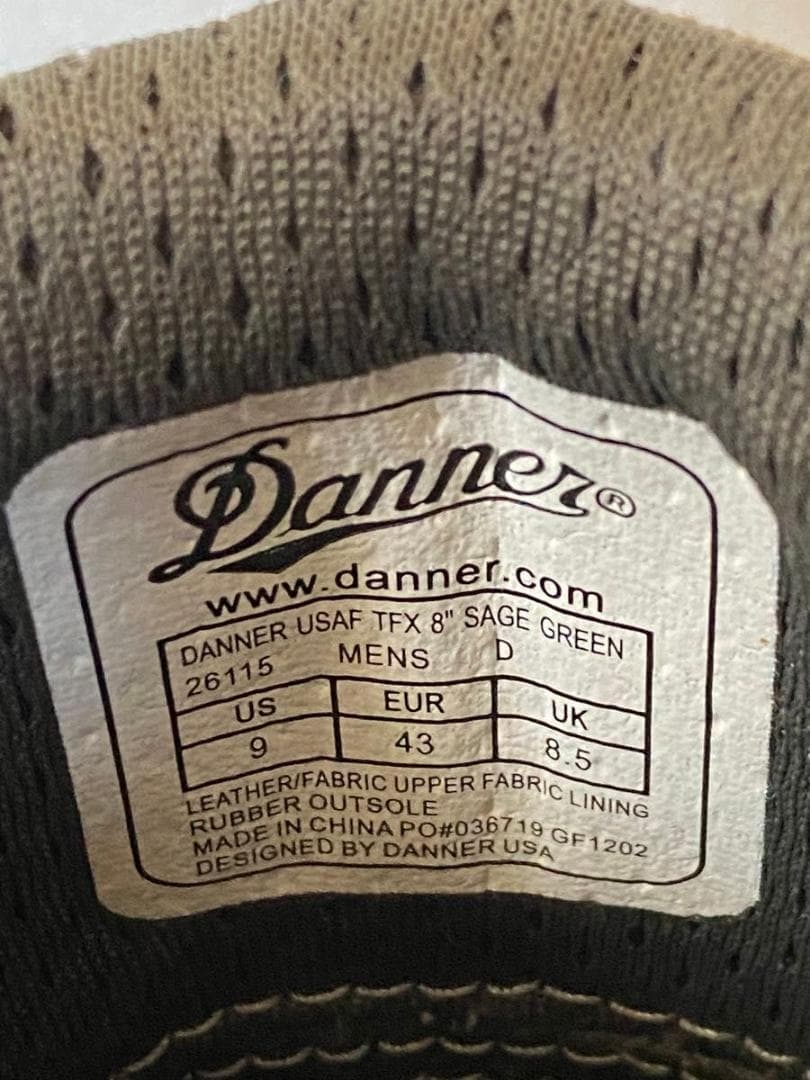 Danner®
www.danner.com
DANNER USAF TFX 8" SAGE GREEN
26115 MENS D
US EUR UK
9 43 8.5
LEATHER/FABRIC UPPER FABRIC LINING
RUBBER OUTSOLE
MADE IN CHINA PO#036719 GF1202
DESIGNED BY DANNER USA